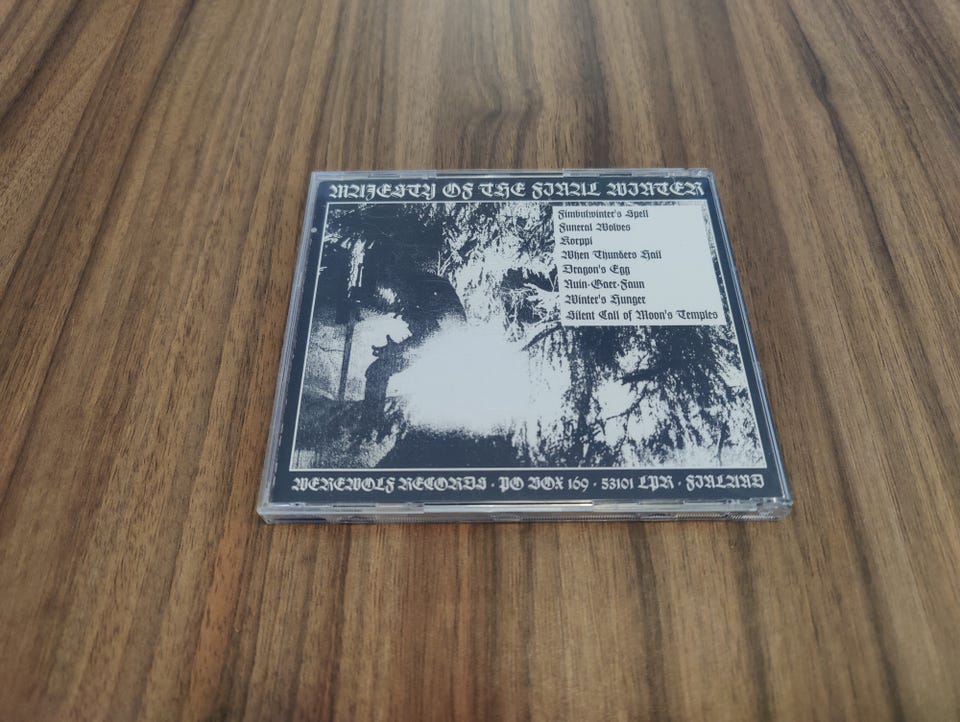 MAJESTY OF THE FINAL WINTER
Fimbulwinter's Spell
Funeral Wolves
Korppi
When Thunders Hail
Dragon's Egg
Ruin-Gaer-Faun
Winter's Hunger
Silent Call of Moon's Temples
WEREWOLF RECORDS · PO BOX 169 · 53101 LPR · FINLAND